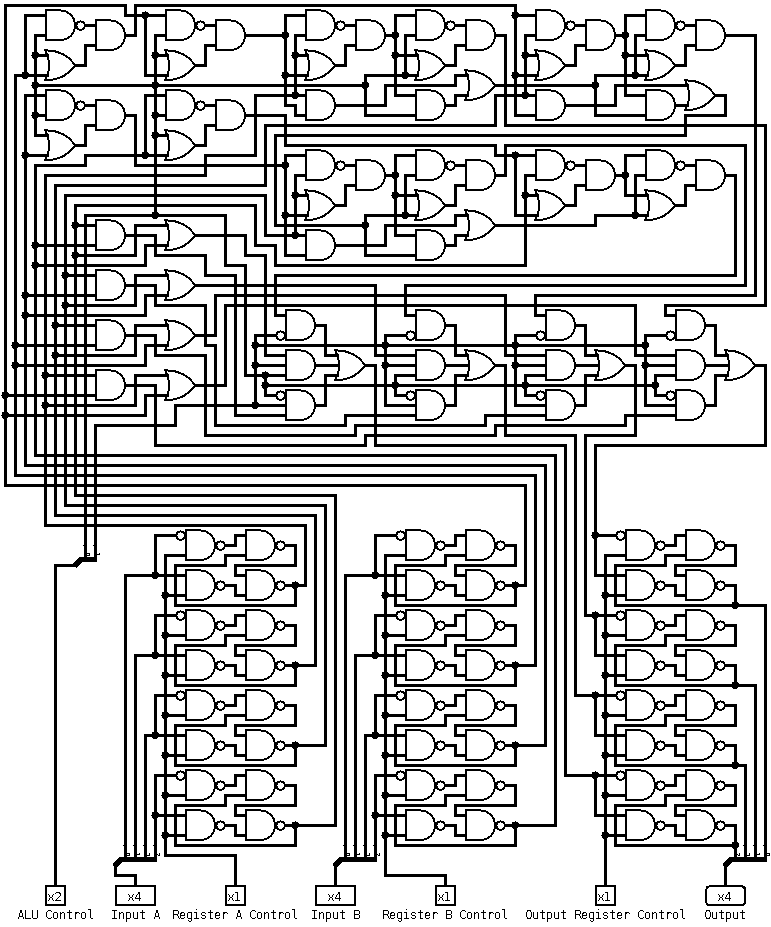 x2
x4
x1
x4
x1
x1
x4
ALU Control
Input A
Register A Control
Input B
Register B Control
Output Register Control
Output